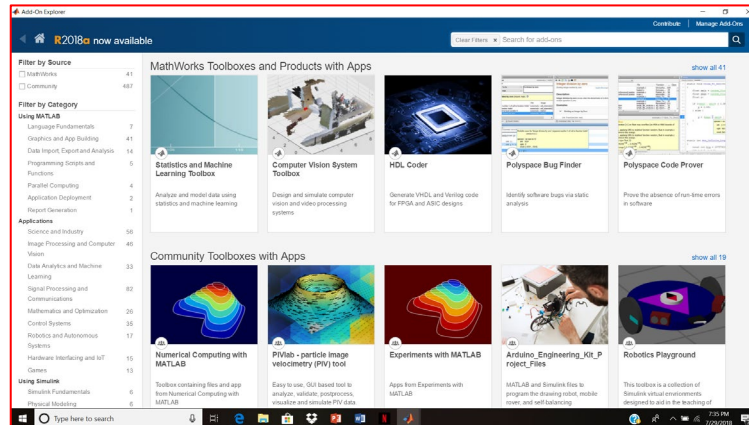 Add-On Explorer
Contribute | Manage Add-Ons
R2018a now available
Clear Filters x Search for add-ons
Filter by Source
MathWorks 41
Community 487
Filter by Category
Using MATLAB
Language Fundamentals 7
Graphics and App Building 41
Data Import, Export and Analysis 14
Programming Scripts and Functions 5
Parallel Computing 4
Application Deployment 2
Report Generation 1
Applications
Science and Industry 56
Image Processing and Computer Vision 46
Data Analytics and Machine Learning 33
Signal Processing and Communications 82
Mathematics and Optimization 26
Control Systems 35
Robotics and Autonomous Systems 17
Hardware Interfacing and IoT 15
Games 13
Using Simulink
Simulink Fundamentals 6
Physical Modeling 6
MathWorks Toolboxes and Products with Apps
show all 41
Statistics and Machine
Learning Toolbox
Analyze and model data using
statistics and machine learning
Computer Vision System
Toolbox
Design and simulate computer
vision and video processing
systems
HDL Coder
Generate VHDL and Verilog code
for FPGA and ASIC designs
Polyspace Bug Finder
Identify software bugs via static
analysis
Polyspace Code Prover
Prove the absence of run-time errors
in software
Community Toolboxes with Apps
show all 19
Numerical Computing with
MATLAB
Toolbox containing files and app
from Numerical Computing with
MATLAB
PIVlab - particle image
velocimetry (PIV) tool
Easy to use, GUI based tool to
analyze, validate, postprocess,
visualize and simulate PIV data.
Experiments with MATLAB
Apps from Experiments with
MATLAB
Arduino_Engineering_Kit_P
roject_Files
MATLAB and Simulink files to
program the drawing robot, mobile
rover, and self-balancing
Robotics Playground
This toolbox is a collection of
Simulink virtual environments
designed to aid in the teaching of
Type here to search
7:35 PM
7/29/2018